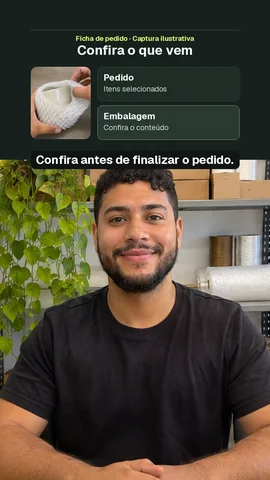 Ficha de pedido · Captura ilustrativa
Confira o que vem
Pedido
Itens selecionados
Embalagem
Confira o conteúdo
Confira antes de finalizar o pedido.